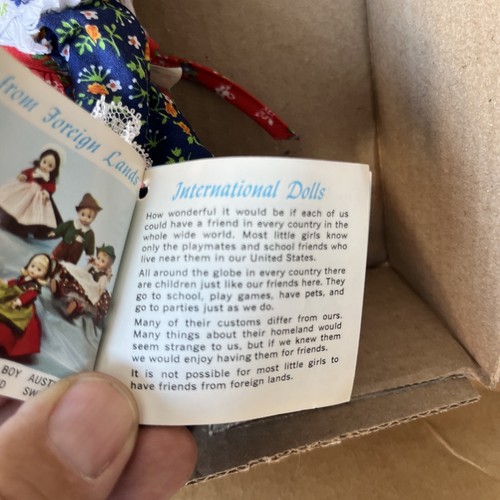 from Foreign Lands
BOY AUST
SW
International Dolls
How wonderful it would be if each of us
could have a friend in every country in the
whole wide world. Most little girls know
only the playmates and school friends who
live near them in our United States.
All around the globe in every country there
are children just like our friends here. They
go to school, play games, have pets, and
go to parties just as we do.
Many of their customs differ from ours.
Many things about their homeland would
seem strange to us, but if we knew them
we would enjoy having them for friends.
It is not possible for most little girls to
have friends from foreign lands.